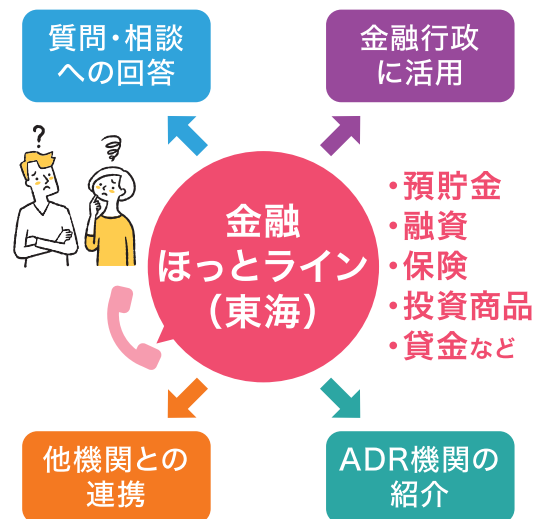 質問・相談
への回答
金融行政
に活用
?
金融
ほっとライン
（東海）
・預貯金
・融資
・保険
・投資商品
・貸金など
他機関との
連携
ADR機関の
紹介